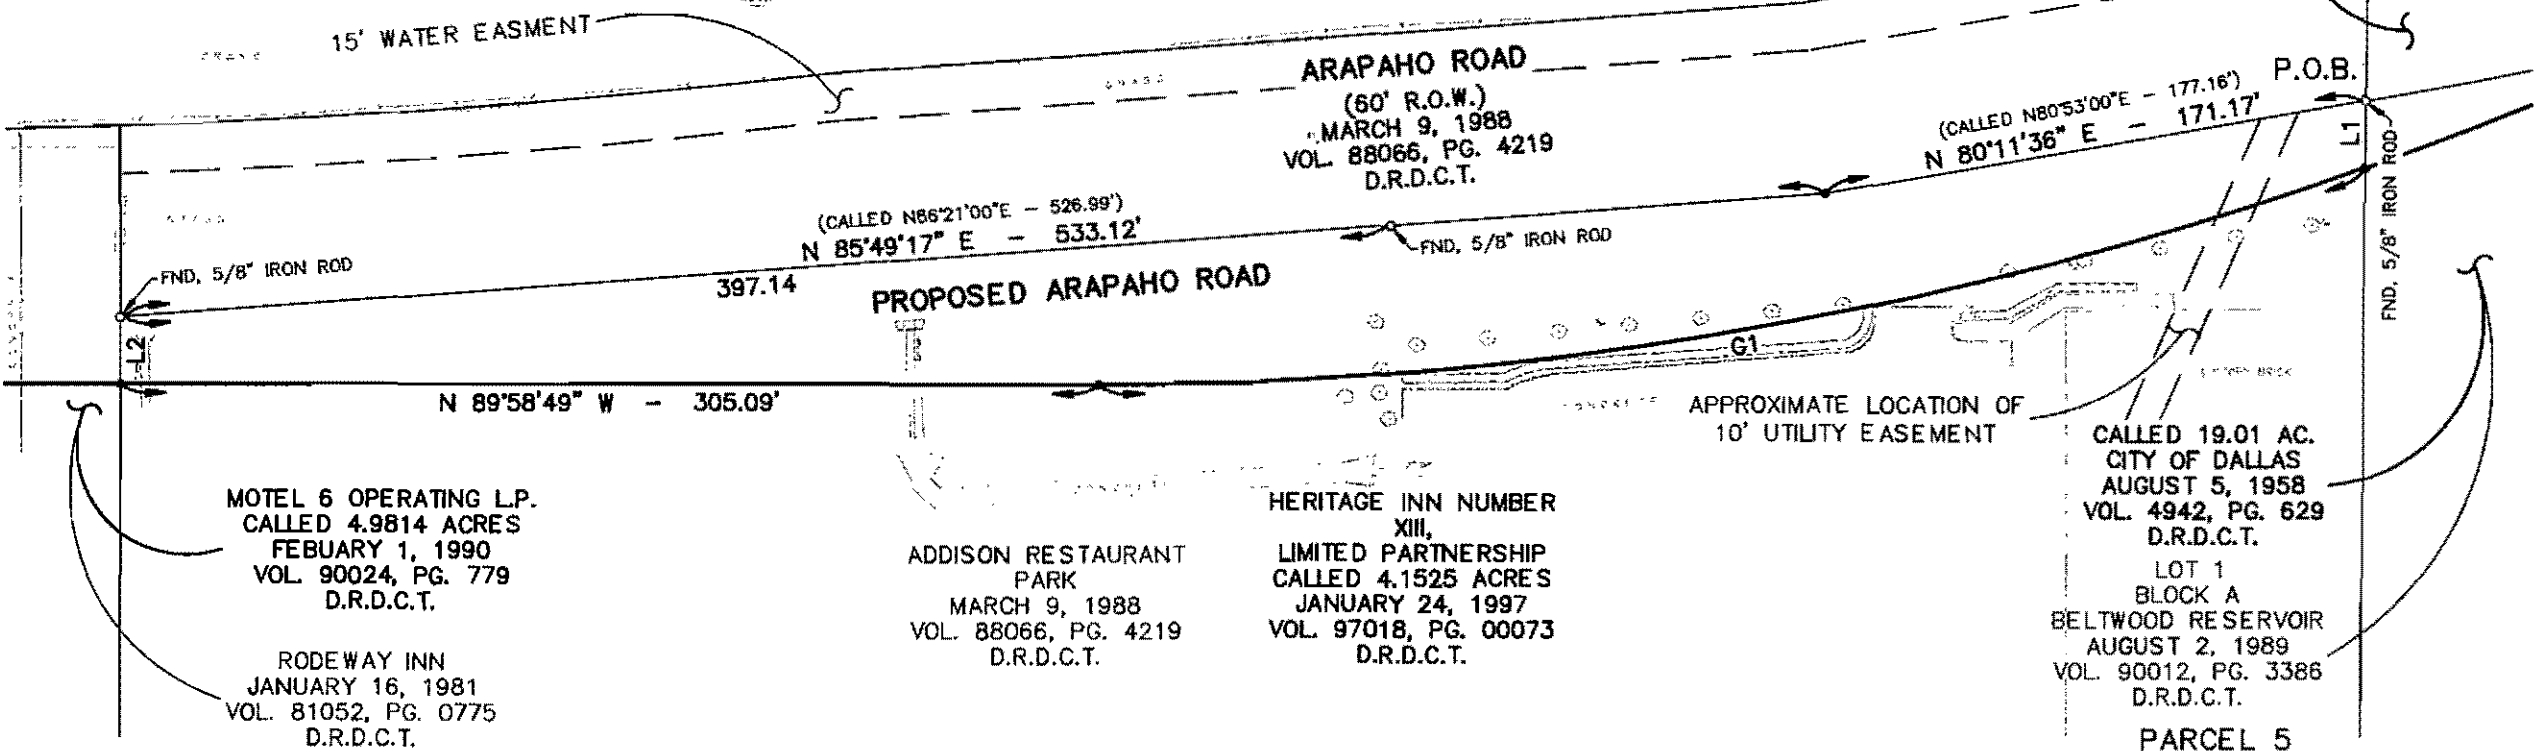 15' WATER EASMENT
ARAPAHO ROAD
(60' R.O.W.)
MARCH 9, 1988
VOL. 88066, PG. 4219
D.R.D.C.T.
(CALLED N80°53'00"E - 177.16')
N 80°11'36" E - 171.17'
P.O.B.
L1
FND, 5/8" IRON ROD
(CALLED N86°21'00"E - 526.99')
N 85°49'17" E - 533.12'
FND, 5/8" IRON ROD
FND, 5/8" IRON ROD
397.14
PROPOSED ARAPAHO ROAD
L2
G1
N 89°58'49" W - 305.09'
APPROXIMATE LOCATION OF
10' UTILITY EASEMENT
MOTEL 6 OPERATING L.P.
CALLED 4.9814 ACRES
FEBUARY 1, 1990
VOL. 90024, PG. 779
D.R.D.C.T.
RODEWAY INN
JANUARY 16, 1981
VOL. 81052, PG. 0775
D.R.D.C.T.
ADDISON RESTAURANT
PARK
MARCH 9, 1988
VOL. 88066, PG. 4219
D.R.D.C.T.
HERITAGE INN NUMBER
XIII,
LIMITED PARTNERSHIP
CALLED 4.1525 ACRES
JANUARY 24, 1997
VOL. 97018, PG. 00073
D.R.D.C.T.
CALLED 19.01 AC.
CITY OF DALLAS
AUGUST 5, 1958
VOL. 4942, PG. 629
D.R.D.C.T.
LOT 1
BLOCK A
BELTWOOD RESERVOIR
AUGUST 2, 1989
VOL. 90012, PG. 3386
D.R.D.C.T.
PARCEL 5